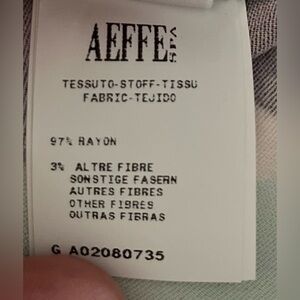 AEFFE SPA
TESSUTO-STOFF-TISSU
FABRIC-TEJIDO
97% RAYON
3% ALTRE FIBRE
SONSTIGE FASERN
AUTRES FIBRES
OTHER FIBRES
OUTRAS FIBRAS
G A02080735